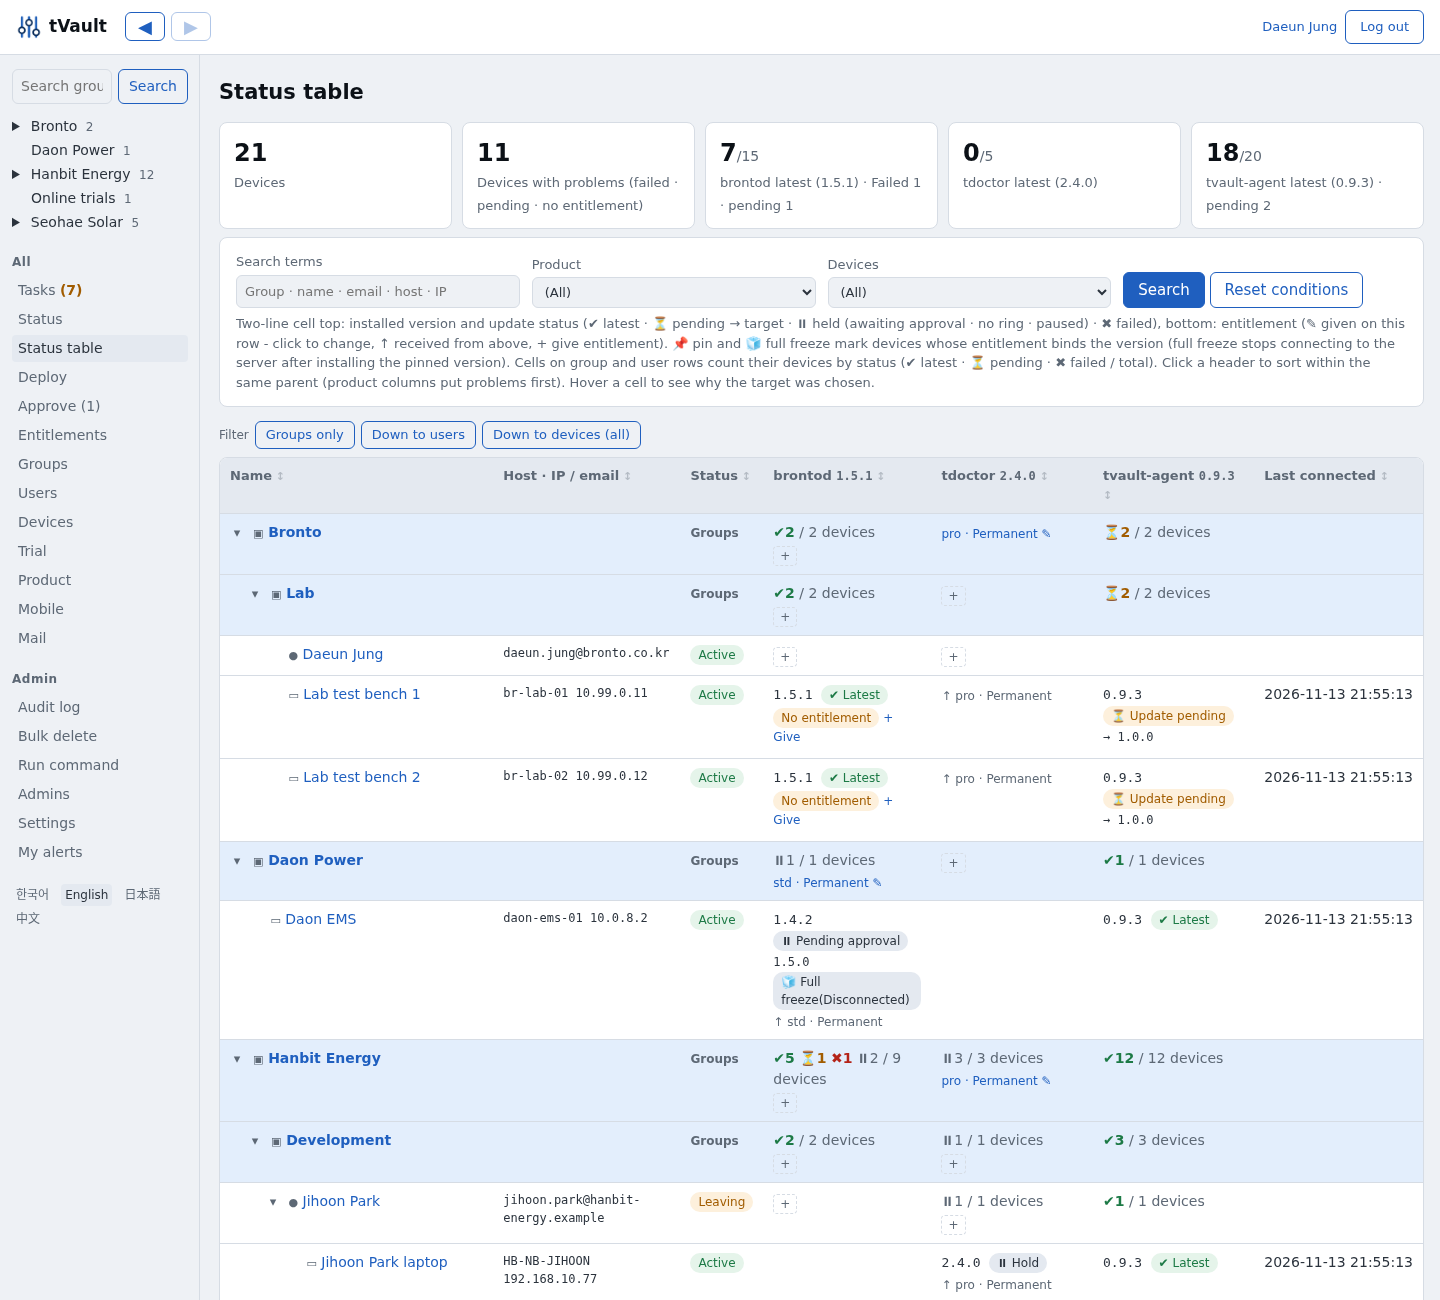 tVault ◀ ▶ Daeun Jung Log out
Search grou Search
▶ Bronto 2
Daon Power 1
▶ Hanbit Energy 12
Online trials 1
▶ Seohae Solar 5
All
Tasks (7)
Status
Status table
Deploy
Approve (1)
Entitlements
Groups
Users
Devices
Trial
Product
Mobile
Mail
Admin
Audit log
Bulk delete
Run command
Admins
Settings
My alerts
한국어 English 日本語
中文
Status table
21
Devices
11
Devices with problems (failed ·
pending · no entitlement)
7/15
brontod latest (1.5.1) · Failed 1
· pending 1
0/5
tdoctor latest (2.4.0)
18/20
tvault-agent latest (0.9.3) ·
pending 2
Search terms Product Devices
Group · name · email · host · IP (All) (All) Search Reset conditions
Two-line cell top: installed version and update status (✔ latest · ⏳ pending → target · ⏸ held (awaiting approval · no ring · paused) · ✖ failed), bottom: entitlement (✎ given on this
row - click to change, ↑ received from above, + give entitlement). 📌 pin and 🧊 full freeze mark devices whose entitlement binds the version (full freeze stops connecting to the
server after installing the pinned version). Cells on group and user rows count their devices by status (✔ latest · ⏳ pending · ✖ failed / total). Click a header to sort within the
same parent (product columns put problems first). Hover a cell to see why the target was chosen.
Filter Groups only Down to users Down to devices (all)
Name ↕ Host · IP / email ↕ Status ↕ brontod 1.5.1 ↕ tdoctor 2.4.0 ↕ tvault-agent 0.9.3 ↕ Last connected ↕
▾ ▣ Bronto Groups ✔2 / 2 devices pro · Permanent ✎ ⏳2 / 2 devices
+
▾ ▣ Lab Groups ✔2 / 2 devices + ⏳2 / 2 devices
+
● Daeun Jung daeun.jung@bronto.co.kr Active + +
▭ Lab test bench 1 br-lab-01 10.99.0.11 Active 1.5.1 ✔ Latest ↑ pro · Permanent 0.9.3 2026-11-13 21:55:13
No entitlement + ⏳ Update pending
Give → 1.0.0
▭ Lab test bench 2 br-lab-02 10.99.0.12 Active 1.5.1 ✔ Latest ↑ pro · Permanent 0.9.3 2026-11-13 21:55:13
No entitlement + ⏳ Update pending
Give → 1.0.0
▾ ▣ Daon Power Groups ⏸1 / 1 devices + ✔1 / 1 devices
std · Permanent ✎
▭ Daon EMS daon-ems-01 10.0.8.2 Active 1.4.2 0.9.3 ✔ Latest 2026-11-13 21:55:13
⏸ Pending approval
1.5.0
🧊 Full
freeze(Disconnected)
↑ std · Permanent
▾ ▣ Hanbit Energy Groups ✔5 ⏳1 ✖1 ⏸2 / 9 ⏸3 / 3 devices ✔12 / 12 devices
devices pro · Permanent ✎
+
▾ ▣ Development Groups ✔2 / 2 devices ⏸1 / 1 devices ✔3 / 3 devices
+ +
▾ ● Jihoon Park jihoon.park@hanbit- Leaving + ⏸1 / 1 devices ✔1 / 1 devices
energy.example +
▭ Jihoon Park laptop HB-NB-JIHOON Active 2.4.0 ⏸ Hold 0.9.3 ✔ Latest 2026-11-13 21:55:13
192.168.10.77 ↑ pro · Permanent